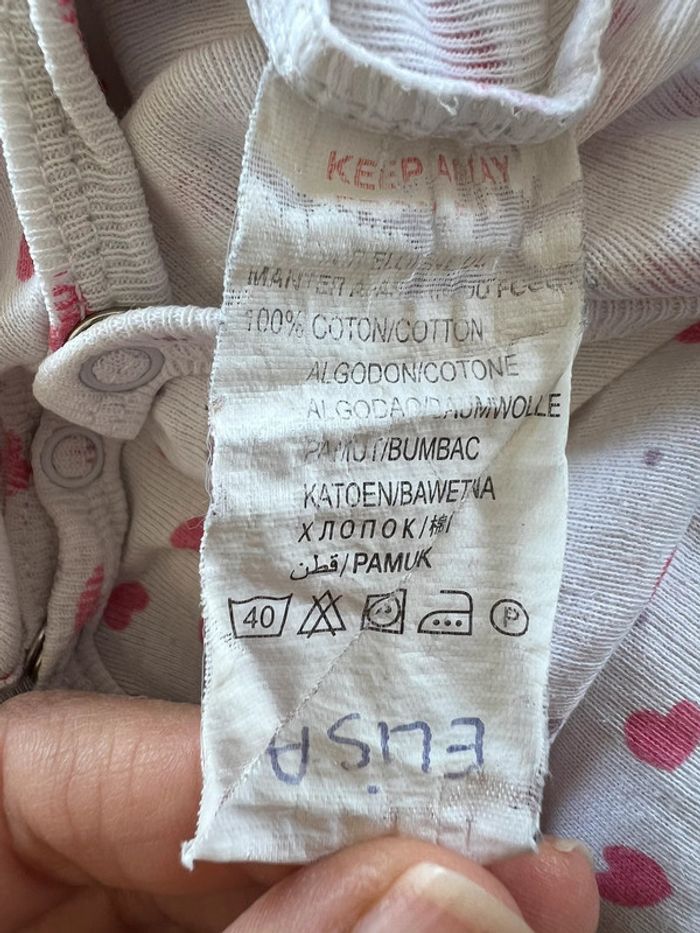 KEEP AWAY
100% COTON/COTTON
ALGODON/COTONE
ALGODAO/BAUMWOLLE
PAMUT/BUMBAC
KATOEN/BAWEŁNA
ХЛОПОК/棉/
قطن/PAMUK
40
P
ELISA